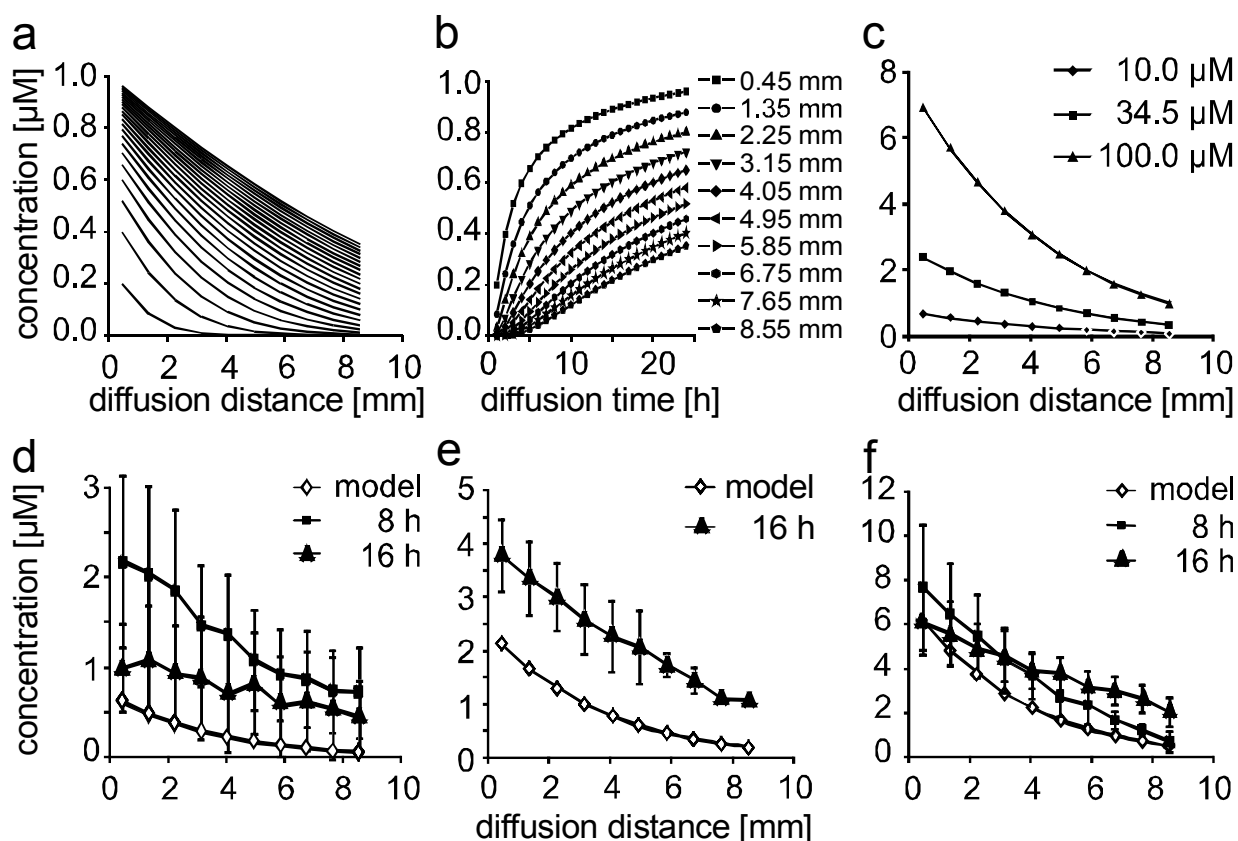 a
concentration [µM]
1.0
0.8
0.6
0.4
0.2
0.0
0 2 4 6 8 10
diffusion distance [mm]
b
1.0
0.8
0.6
0.4
0.2
0.0
0 10 20
diffusion time [h]
0.45 mm
1.35 mm
2.25 mm
3.15 mm
4.05 mm
4.95 mm
5.85 mm
6.75 mm
7.65 mm
8.55 mm
c
8
6
4
2
0
0 2 4 6 8 10
diffusion distance [mm]
10.0 µM
34.5 µM
100.0 µM
d
concentration [µM]
3
2
1
0
0 2 4 6 8 10
model
8 h
16 h
e
5
4
3
2
1
0
0 2 4 6 8 10
diffusion distance [mm]
model
16 h
f
12
10
8
6
4
2
0
0 2 4 6 8 10
model
8 h
16 h